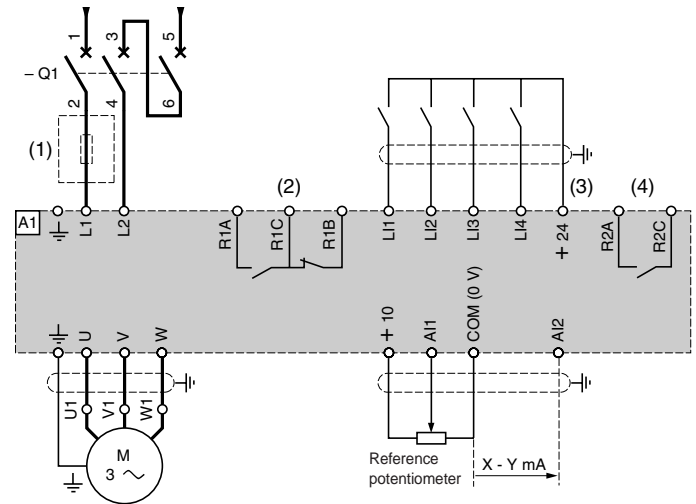 1
3
5
– Q1
2
4
6
(1)
(2)
(3)
(4)
A1
L1
L2
R1A
R1C
R1B
LI1
LI2
LI3
LI4
+ 24
R2A
R2C
U
V
W
+ 10
AI1
COM (0 V)
AI2
U1
V1
W1
M
3
Reference
potentiometer
X - Y mA